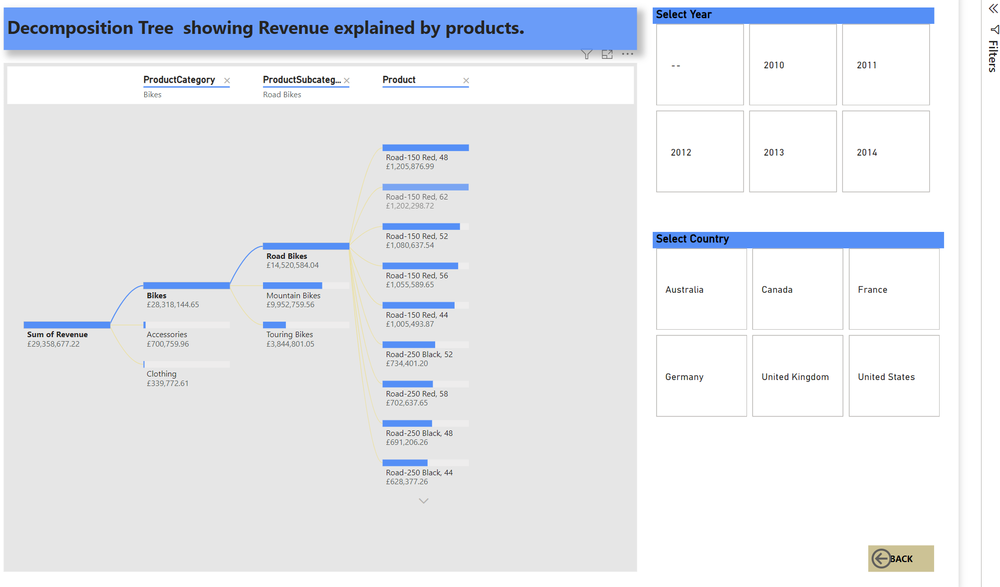 Decomposition Tree  showing Revenue explained by products.
ProductCategory
Bikes
ProductSubcateg...
Road Bikes
Product
Sum of Revenue
£29,358,677.22
Bikes
£28,318,144.65
Accessories
£700,759.96
Clothing
£339,772.61
Road Bikes
£14,520,584.04
Mountain Bikes
£9,952,759.56
Touring Bikes
£3,844,801.05
Road-150 Red, 48
£1,205,876.99
Road-150 Red, 62
£1,202,298.72
Road-150 Red, 52
£1,080,637.54
Road-150 Red, 56
£1,055,589.65
Road-150 Red, 44
£1,005,493.87
Road-250 Black, 52
£734,401.20
Road-250 Red, 58
£702,637.65
Road-250 Black, 48
£691,206.26
Road-250 Black, 44
£628,377.26
Select Year
--
2010
2011
2012
2013
2014
Select Country
Australia
Canada
France
Germany
United Kingdom
United States
BACK
Filters